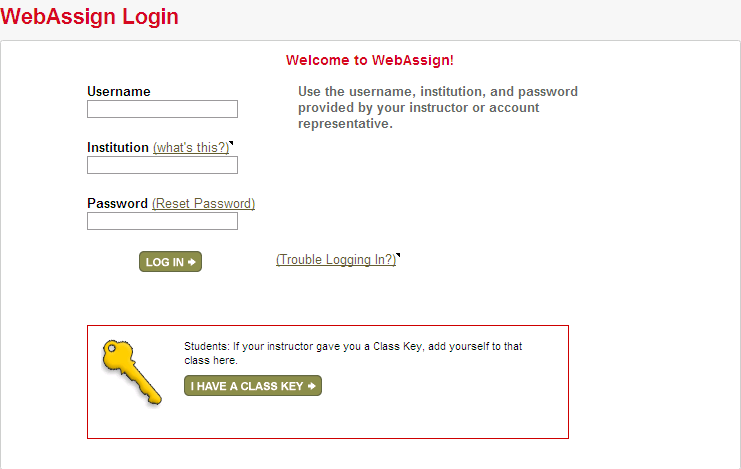 WebAssign Login
Welcome to WebAssign!
Username
Use the username, institution, and password
provided by your instructor or account
representative.
Institution (what's this?)
Password (Reset Password)
LOG IN
(Trouble Logging In?)
Students: If your instructor gave you a Class Key, add yourself to that
class here.
I HAVE A CLASS KEY